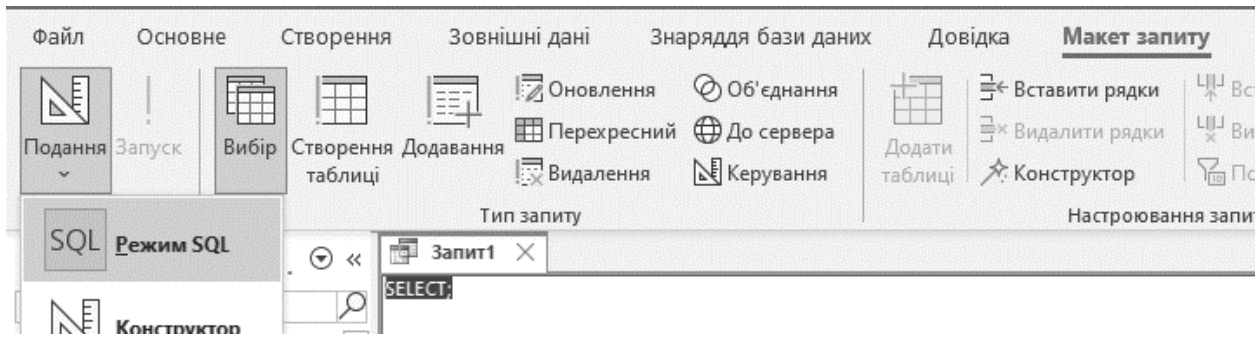 Файл Основне Створення Зовнішні дані Знаряддя бази даних Довідка Макет запиту
Подання
Запуск
Вибір
Створення таблиці
Додавання
Оновлення
Перехресний
Видалення
Об'єднання
До сервера
Керування
Тип запиту
Додати таблиці
Вставити рядки
Видалити рядки
Конструктор
Настроювання
SQL Режим SQL
Конструктор
Запит1
SELECT;